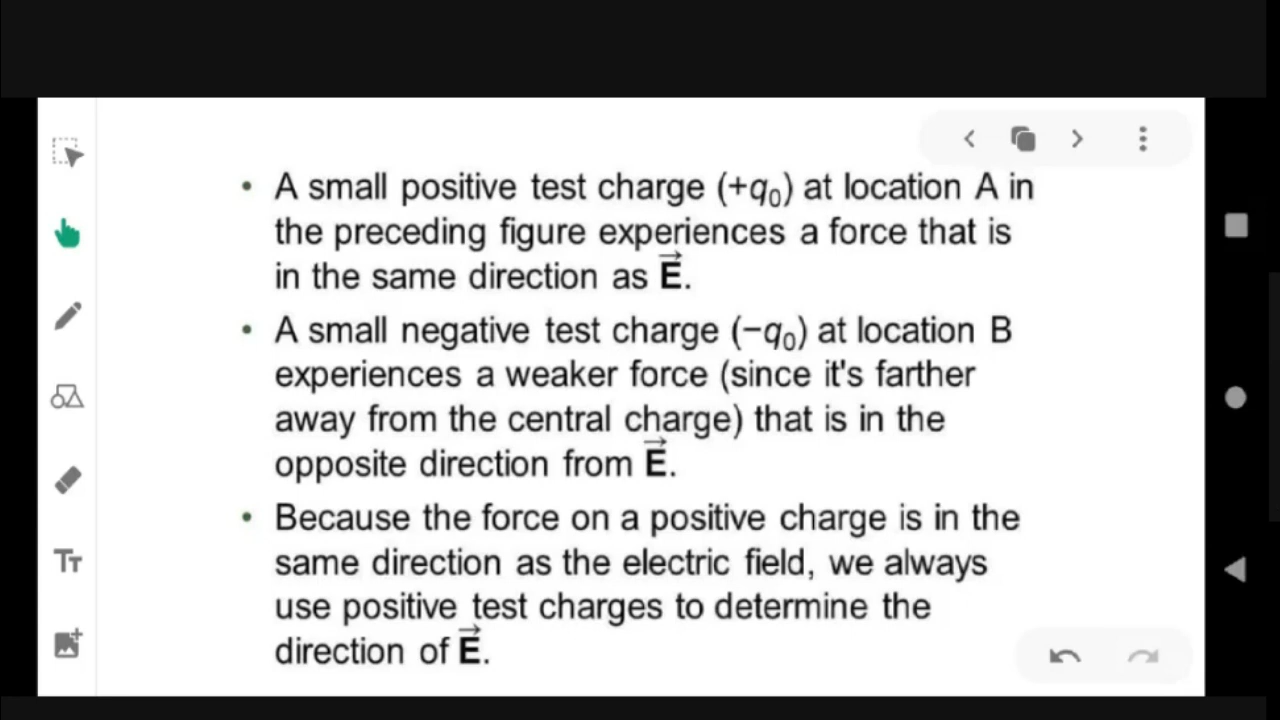 • A small positive test charge (+q₀) at location A in
the preceding figure experiences a force that is
in the same direction as E⃗.
• A small negative test charge (−q₀) at location B
experiences a weaker force (since it's farther
away from the central charge) that is in the
opposite direction from E⃗.
• Because the force on a positive charge is in the
same direction as the electric field, we always
use positive test charges to determine the
direction of E⃗.
Tт